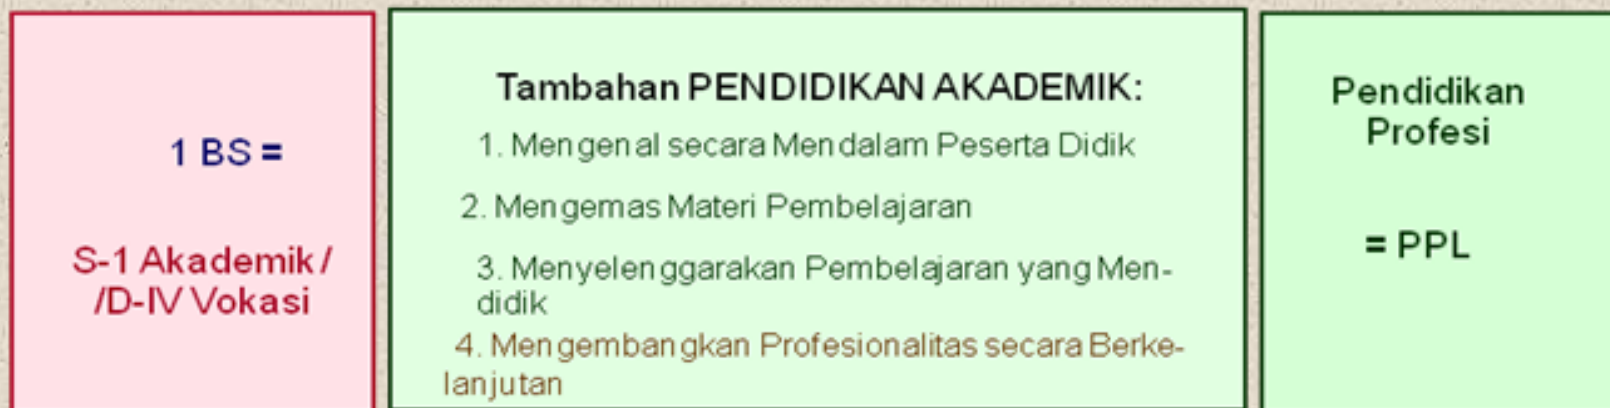 1 BS =
S-1 Akademik /
/D-IV Vokasi
Tambahan PENDIDIKAN AKADEMIK:
1. Mengenal secara Mendalam Peserta Didik
2. Mengemas Materi Pembelajaran
3. Menyelenggarakan Pembelajaran yang Men-
didik
4. Mengembangkan Profesionalitas secara Berke-
lanjutan
Pendidikan
Profesi
= PPL